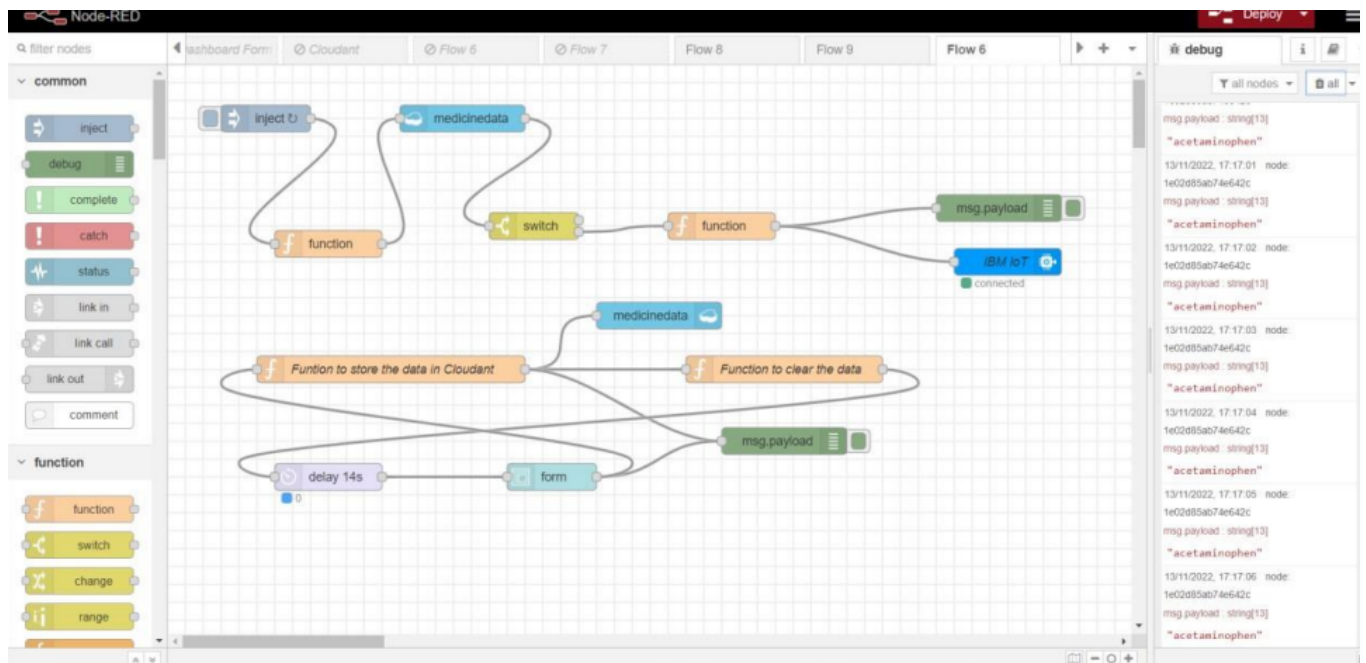 Node-RED
Deploy
filter nodes
Dashboard Form
Cloudant
Flow 6
Flow 7
Flow 8
Flow 9
Flow 6
debug
i
all nodes
all
common
inject
debug
complete
catch
status
link in
link call
link out
comment
function
function
switch
change
range
inject
medicinedata
function
switch
function
msg.payload
IBM IoT
connected
medicinedata
Funtion to store the data in Cloudant
Function to clear the data
msg.payload
delay 14s
form
0
msg.payload : string[13]
"acetaminophen"
13/11/2022, 17:17:01 node:
1e02d85ab74e642c
msg.payload : string[13]
"acetaminophen"
13/11/2022, 17:17:02 node:
1e02d85ab74e642c
msg.payload : string[13]
"acetaminophen"
13/11/2022, 17:17:03 node:
1e02d85ab74e642c
msg.payload : string[13]
"acetaminophen"
13/11/2022, 17:17:04 node:
1e02d85ab74e642c
msg.payload : string[13]
"acetaminophen"
13/11/2022, 17:17:05 node:
1e02d85ab74e642c
msg.payload : string[13]
"acetaminophen"
13/11/2022, 17:17:06 node:
1e02d85ab74e642c
msg.payload : string[13]
"acetaminophen"